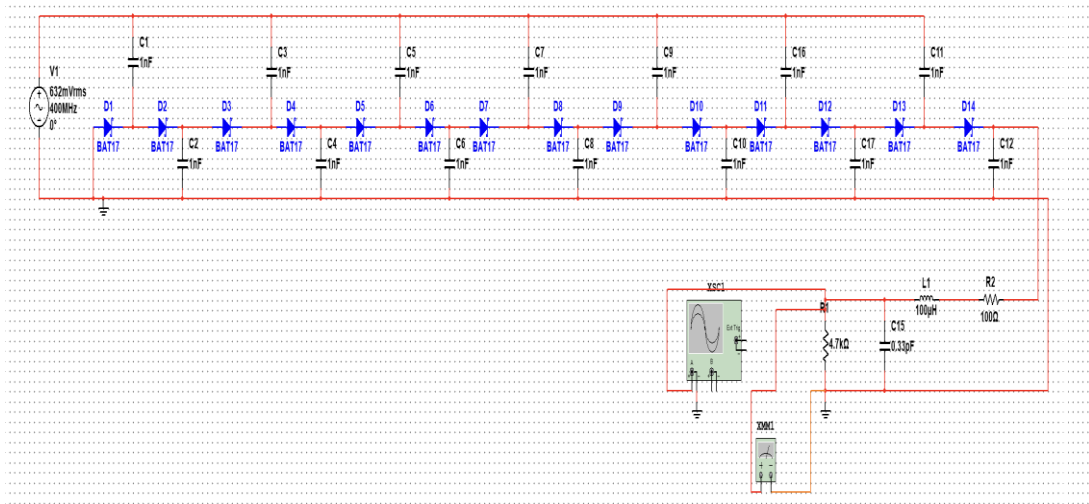 C1
1nF
C3
1nF
C5
1nF
C7
1nF
C9
1nF
C16
1nF
C11
1nF
V1
632mVrms
400MHz
0°
D1
BAT17
D2
BAT17
D3
BAT17
D4
BAT17
D5
BAT17
D6
BAT17
D7
BAT17
D8
BAT17
D9
BAT17
D10
BAT17
D11
BAT17
D12
BAT17
D13
BAT17
D14
BAT17
C2
1nF
C4
1nF
C6
1nF
C8
1nF
C10
1nF
C17
1nF
C12
1nF
XSC1
Ext Trig
A
B
R1
4.7kΩ
C15
0.33pF
L1
100μH
R2
100Ω
XMM1